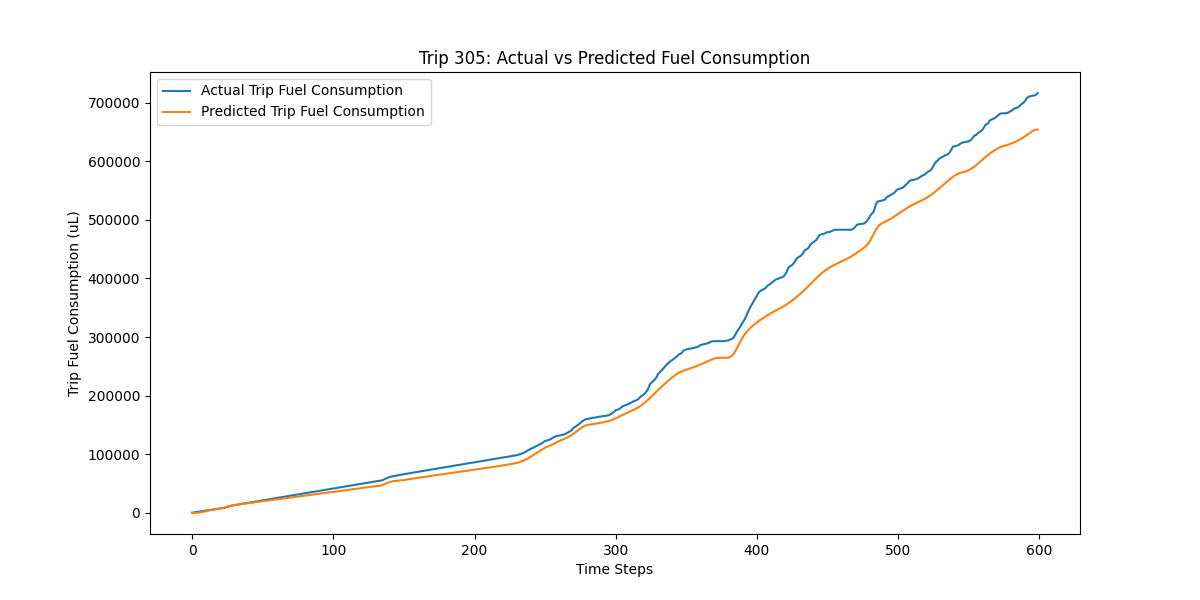 Trip 305: Actual vs Predicted Fuel Consumption
Actual Trip Fuel Consumption
Predicted Trip Fuel Consumption
Trip Fuel Consumption (uL)
700000
600000
500000
400000
300000
200000
100000
0
0 100 200 300 400 500 600
Time Steps